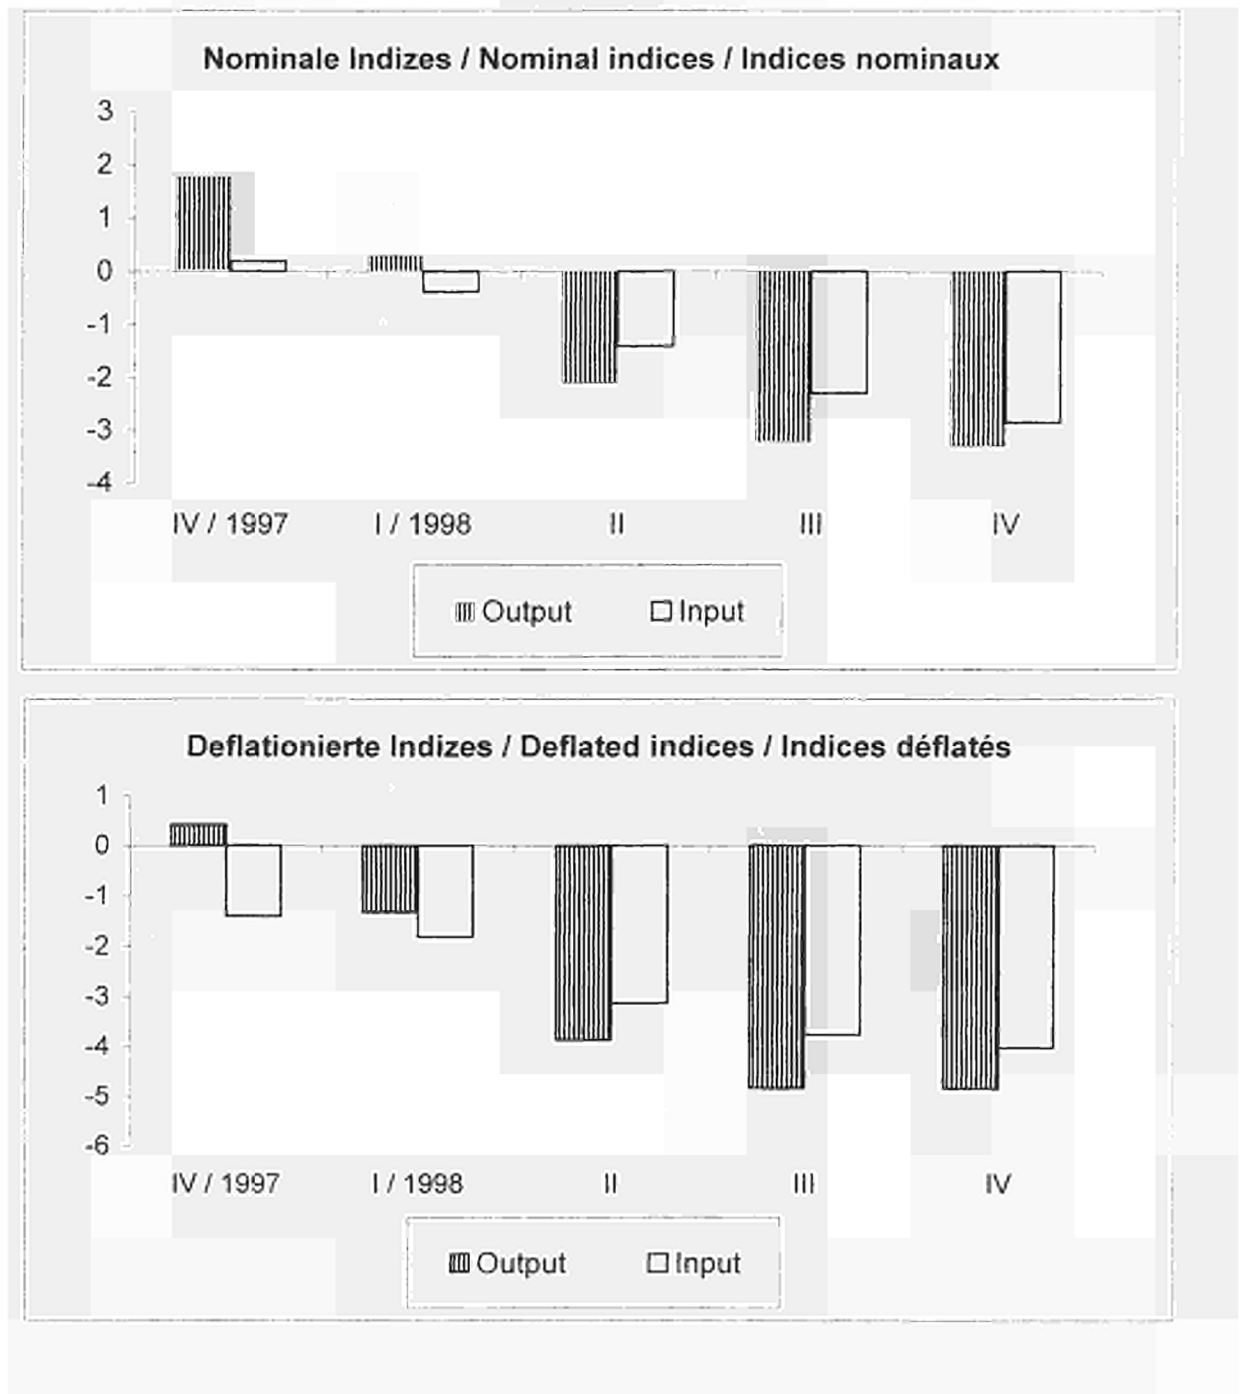 Nominale Indizes / Nominal indices / Indices nominaux
3
2
1
0
-1
-2
-3
-4
IV / 1997 I / 1998 II III IV
Output Input
Deflationierte Indizes / Deflated indices / Indices déflatés
1
0
-1
-2
-3
-4
-5
-6
IV / 1997 I / 1998 II III IV
Output Input